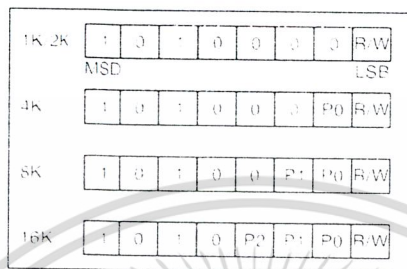 1K 2K 1 0 1 0 0 0 0 R/W
MSD LSB
4K 1 0 1 0 0 0 P0 R/W
8K 1 0 1 0 0 P1 P0 R/W
16K 1 0 1 0 P2 P1 P0 R/W